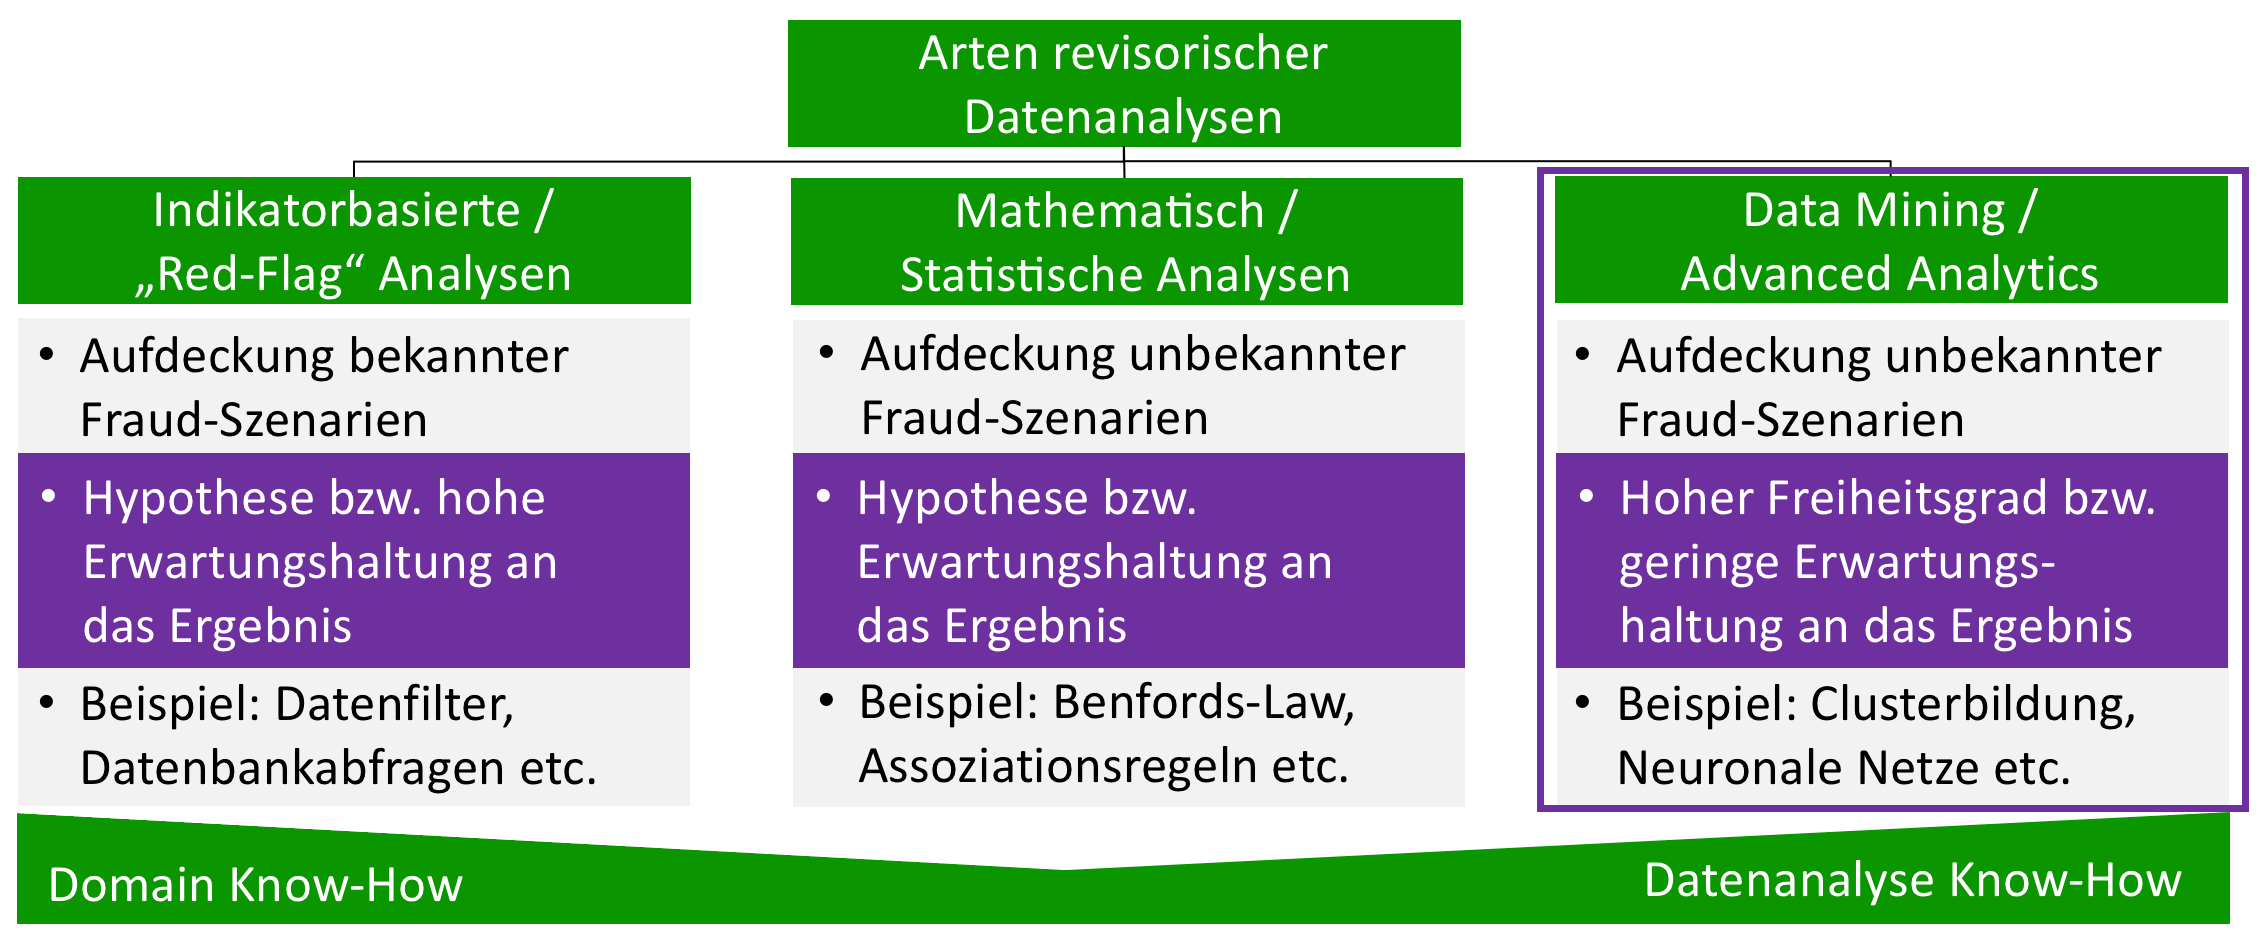 Arten revisorischer
Datenanalysen
Indikatorbasierte /
„Red-Flag“ Analysen
• Aufdeckung bekannter
Fraud-Szenarien
• Hypothese bzw. hohe
Erwartungshaltung an
das Ergebnis
• Beispiel: Datenfilter,
Datenbankabfragen etc.
Mathematisch /
Statistische Analysen
• Aufdeckung unbekannter
Fraud-Szenarien
• Hypothese bzw.
Erwartungshaltung an
das Ergebnis
• Beispiel: Benfords-Law,
Assoziationsregeln etc.
Data Mining /
Advanced Analytics
• Aufdeckung unbekannter
Fraud-Szenarien
• Hoher Freiheitsgrad bzw.
geringe Erwartungs-
haltung an das Ergebnis
• Beispiel: Clusterbildung,
Neuronale Netze etc.
Domain Know-How
Datenanalyse Know-How